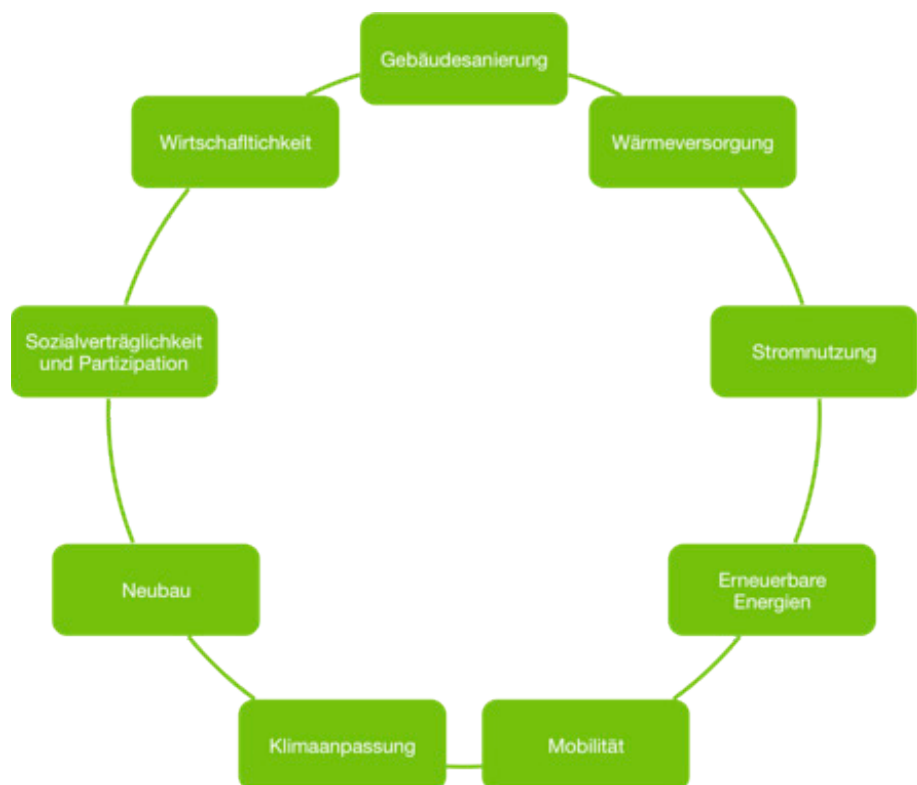 Gebäudesanierung
Wärmeversorgung
Stromnutzung
Erneuerbare
Energien
Mobilität
Klimaanpassung
Neubau
Sozialverträglichkeit
und Partizipation
Wirtschafltichkeit